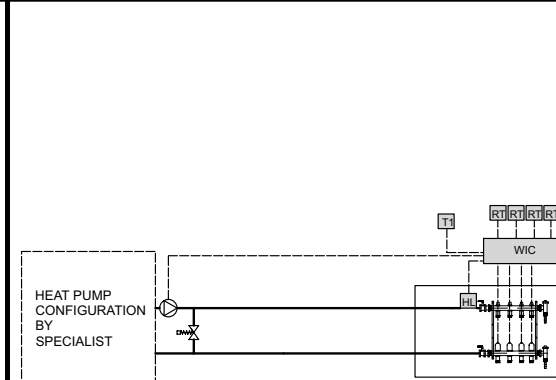 T1
RT RT RT RT
WIC
HL
HEAT PUMP
CONFIGURATION
BY
SPECIALIST